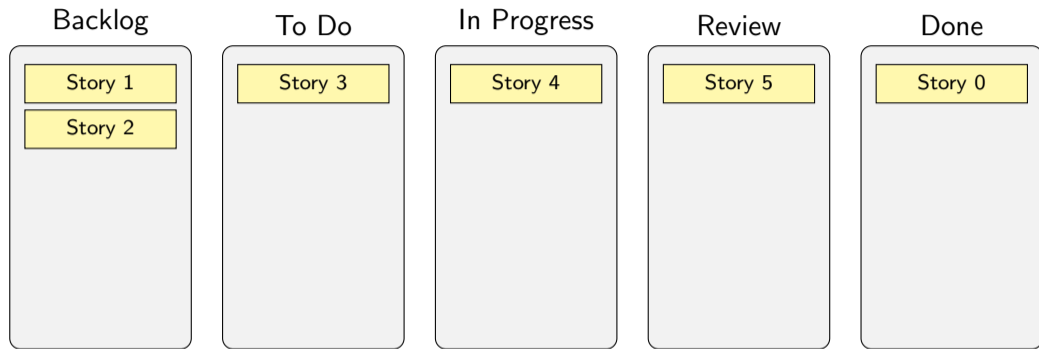 Backlog
To Do
In Progress
Review
Done
Story 1
Story 2
Story 3
Story 4
Story 5
Story 0